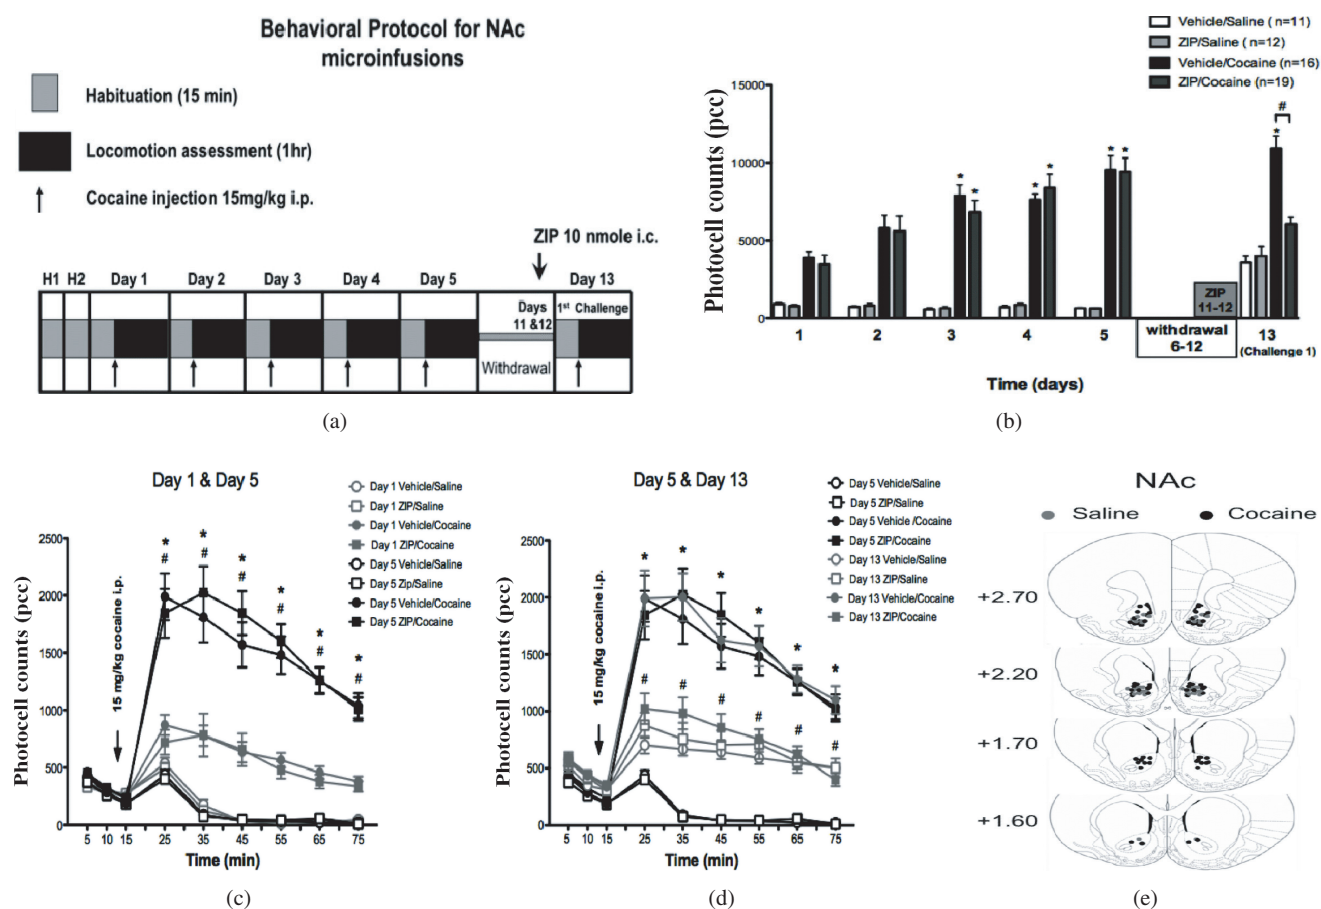 Behavioral Protocol for NAc
microinfusions
Habituation (15 min)
Locomotion assessment (1hr)
Cocaine injection 15mg/kg i.p.
ZIP 10 nmole i.c.
H1 H2 Day 1 Day 2 Day 3 Day 4 Day 5 Day 13
Days
11 &12
1st Challenge
Withdrawal
(a)
Vehicle/Saline (n=11)
ZIP/Saline (n=12)
Vehicle/Cocaine (n=16)
ZIP/Cocaine (n=19)
Photocell counts (pcc)
15000
10000
5000
0
* * * * * * * #
ZIP
11-12
withdrawal
6-12
1 2 3 4 5 13
(Challenge 1)
Time (days)
(b)
Day 1 & Day 5
Day 1 Vehicle/Saline
Day 1 ZIP/Saline
Day 1 Vehicle/Cocaine
Day 1 ZIP/Cocaine
Day 5 Vehicle/Saline
Day 5 Zip/Saline
Day 5 Vehicle/Cocaine
Day 5 ZIP/Cocaine
Photocell counts (pcc)
2500
2000
1500
1000
500
0
15 mg/kg cocaine i.p.
* * * * * *
# # # # # #
5 10 15 25 35 45 55 65 75
Time (min)
(c)
Day 5 & Day 13
Day 5 Vehicle/Saline
Day 5 ZIP/Saline
Day 5 Vehicle /Cocaine
Day 5 ZIP/Cocaine
Day 13 Vehicle/Saline
Day 13 ZIP/Saline
Day 13 Vehicle/Cocaine
Day 13 ZIP/Cocaine
Photocell counts (pcc)
2500
2000
1500
1000
500
0
15 mg/kg cocaine i.p.
* * * * * *
# # # # # #
5 10 15 25 35 45 55 65 75
Time (min)
(d)
NAc
Saline Cocaine
+2.70
+2.20
+1.70
+1.60
(e)